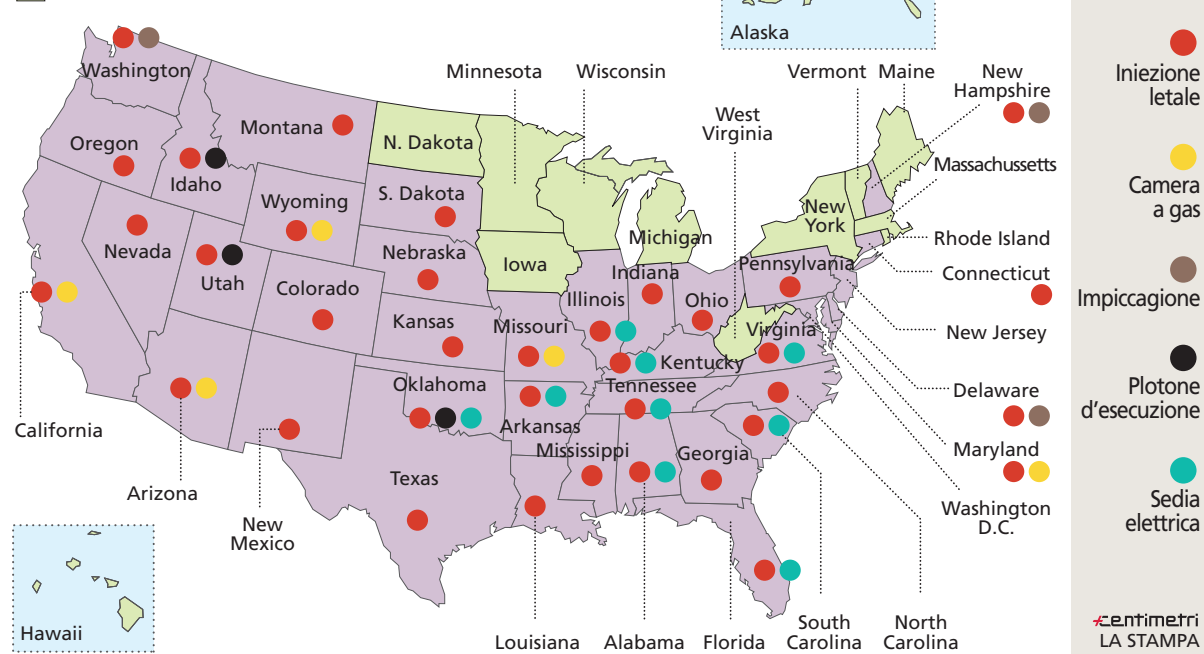 Alaska
Washington
Minnesota
Wisconsin
Vermont
Maine
New
Hampshire
Oregon
Montana
N. Dakota
West
Virginia
Massachussetts
Idaho
Wyoming
S. Dakota
New
York
Nevada
Utah
Colorado
Nebraska
Iowa
Michigan
Rhode Island
Illinois
Indiana
Ohio
Pennsylvania
Connecticut
Kansas
Missouri
Kentucky
Virginia
New Jersey
Oklahoma
Arkansas
Tennessee
Delaware
California
Mississippi
Georgia
Maryland
Arizona
Texas
Washington
D.C.
New
Mexico
Hawaii
Louisiana
Alabama
Florida
South
Carolina
North
Carolina
Iniezione
letale
Camera
a gas
Impiccagione
Plotone
d'esecuzione
Sedia
elettrica
centimetri
LA STAMPA